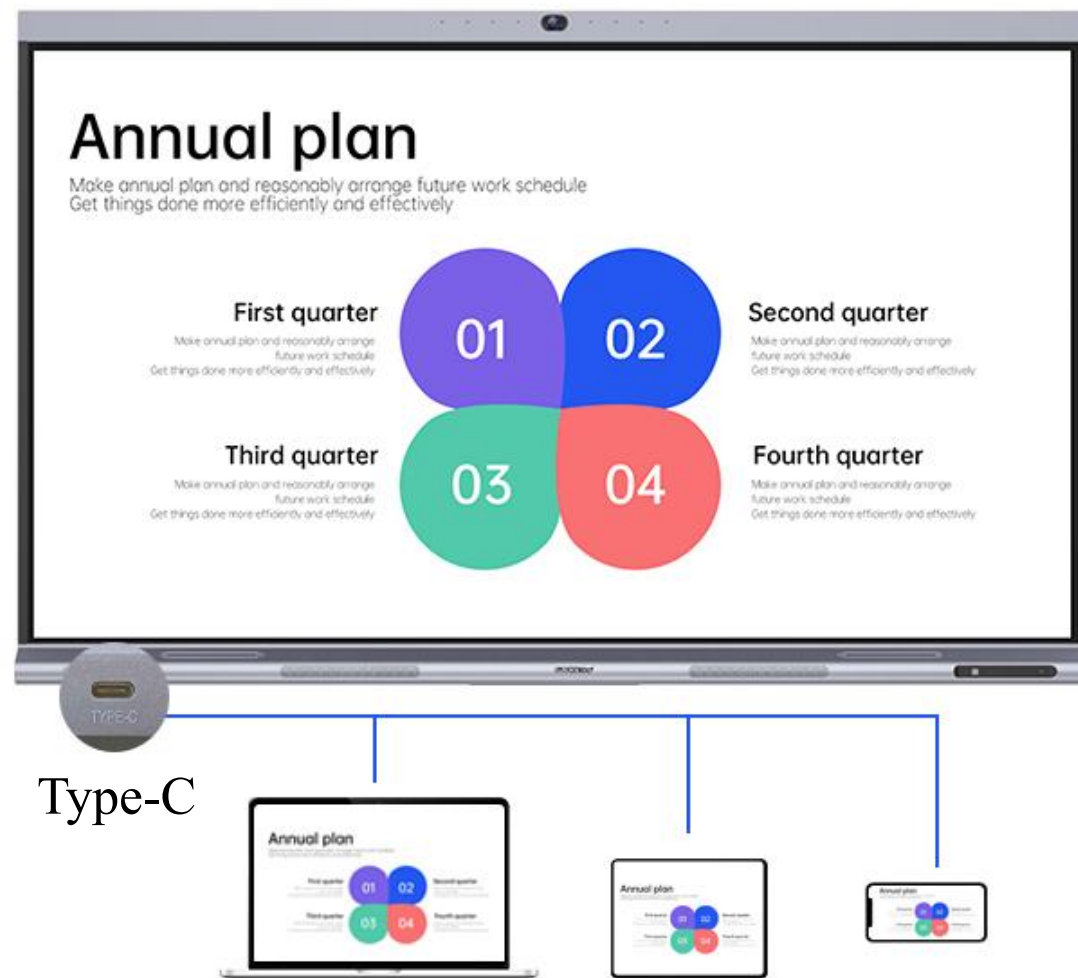 Annual plan
Make annual plan and reasonably arrange future work schedule
Get things done more efficiently and effectively
First quarter
Make annual plan and reasonably arrange
future work schedule
Get things done more efficiently and effectively
01
02
Second quarter
Make annual plan and reasonably arrange
future work schedule
Get things done more efficiently and effectively
Third quarter
Make annual plan and reasonably arrange
future work schedule
Get things done more efficiently and effectively
03
04
Fourth quarter
Make annual plan and reasonably arrange
future work schedule
Get things done more efficiently and effectively
TYPE-C
Type-C
Annual plan
First quarter
01
02
Second quarter
Third quarter
03
04
Fourth quarter
Annual plan
01
02
03
04
Annual plan